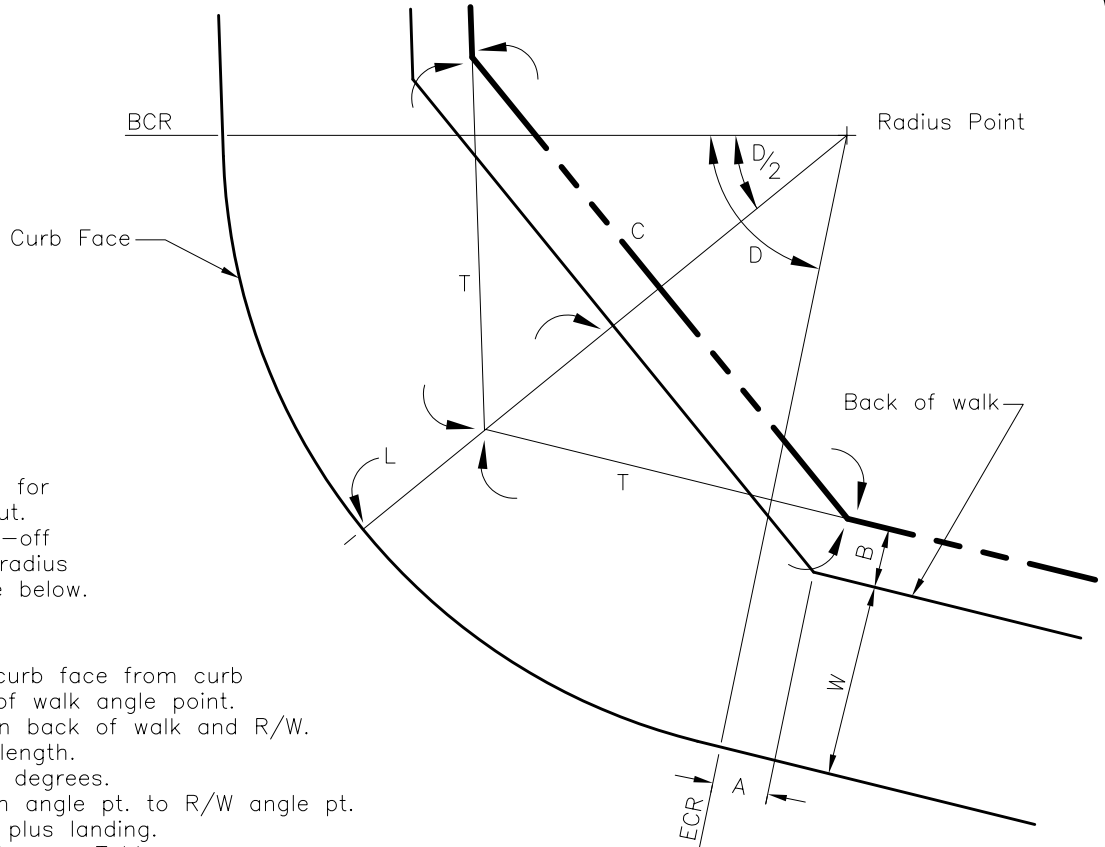 BCR
Radius Point
D/2
Curb Face
C
D
T
Back of walk
L
for
ut.
T
-off
radius
B
e below.
curb face from curb
W
of walk angle point.
n back of walk and R/W.
length.
degrees.
A
n angle pt. to R/W angle pt.
plus landing.
ECR